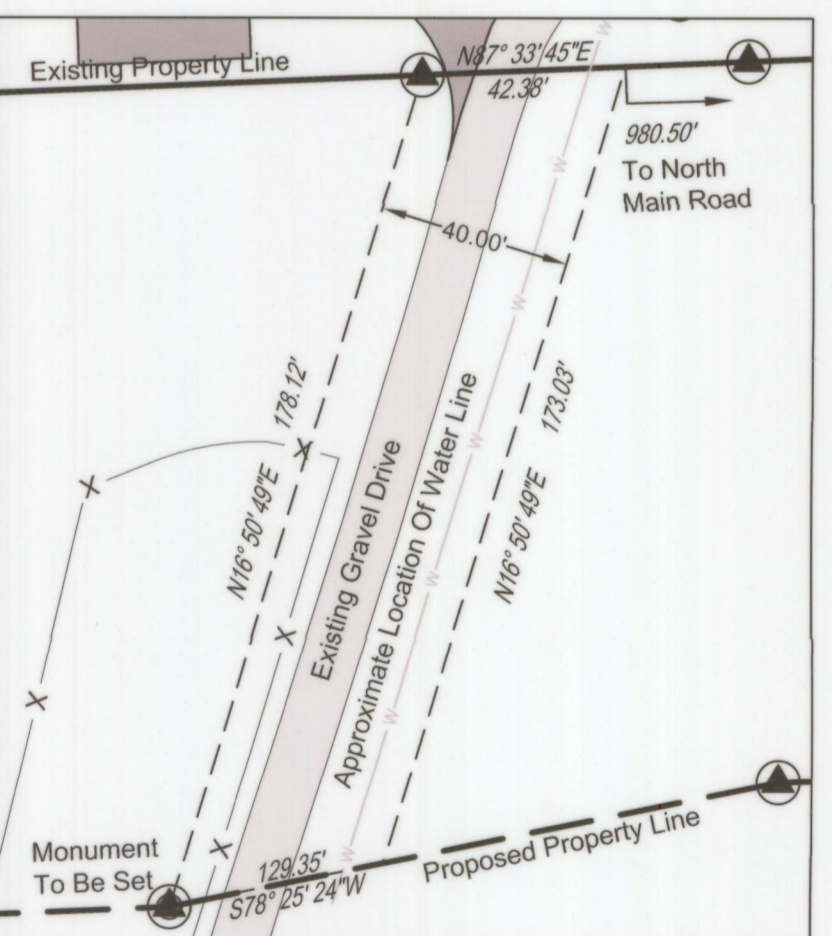 N87° 33'45"E
Existing Property Line
42.38'
980.50'
To North
Main Road
W
W
40.00'
W
178.12'
173.03'
X
W
X
N16° 50' 49"E
N16° 50' 49"E
Existing Gravel Drive
Approximate Location Of Water Line
W
X
X
W
Proposed Property Line
Monument
To Be Set
X
W
129.35'
S78° 25' 24"W